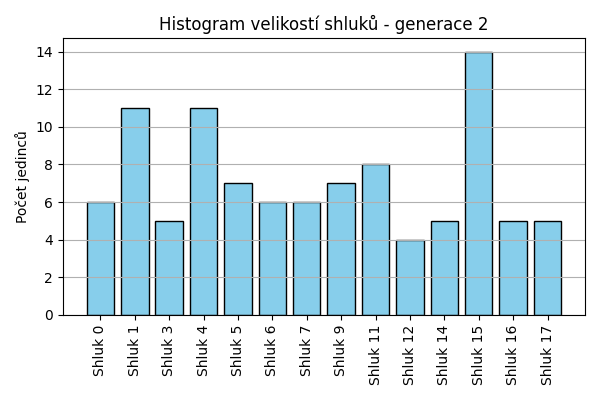 Histogram velikostí shluků - generace 2
Počet jedinců
14
12
10
8
6
4
2
0
Shluk 0
Shluk 1
Shluk 3
Shluk 4
Shluk 5
Shluk 6
Shluk 7
Shluk 9
Shluk 11
Shluk 12
Shluk 14
Shluk 15
Shluk 16
Shluk 17